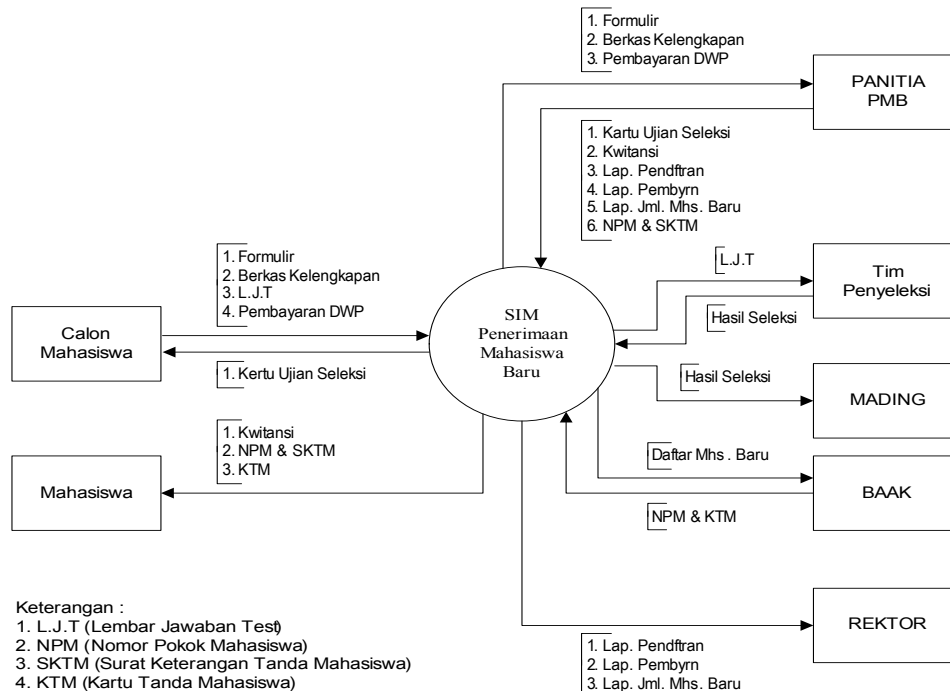 1. Formulir
2. Berkas Kelengkapan
3. Pembayaran DWP
PANITIA
PMB
1. Kartu Ujian Seleksi
2. Kwitansi
3. Lap. Pendftran
4. Lap. Pembyrn
5. Lap. Jml. Mhs. Baru
6. NPM & SKTM
1. Formulir
2. Berkas Kelengkapan
3. L.J.T
4. Pembayaran DWP
L.J.T
Tim
Penyeleksi
Hasil Seleksi
Calon
Mahasiswa
SIM
Penerimaan
Mahasiswa
Baru
1. Kertu Ujian Seleksi
Hasil Seleksi
MADING
1. Kwitansi
2. NPM & SKTM
3. KTM
Mahasiswa
Daftar Mhs . Baru
BAAK
NPM & KTM
REKTOR
1. Lap. Pendftran
2. Lap. Pembyrn
3. Lap. Jml. Mhs. Baru
Keterangan :
1. L.J.T (Lembar Jawaban Test)
2. NPM (Nomor Pokok Mahasiswa)
3. SKTM (Surat Keterangan Tanda Mahasiswa)
4. KTM (Kartu Tanda Mahasiswa)